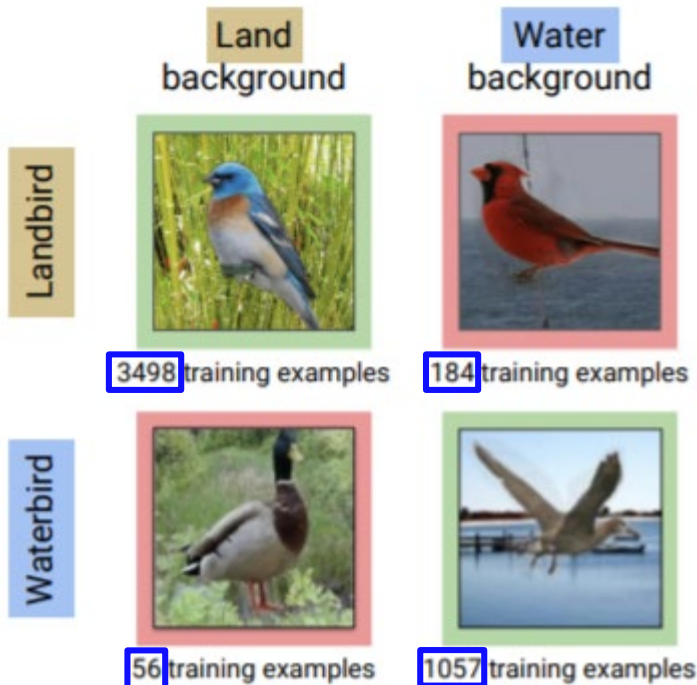 Land
background
Water
background
Landbird
3498 training examples
184 training examples
Waterbird
56 training examples
1057 training examples